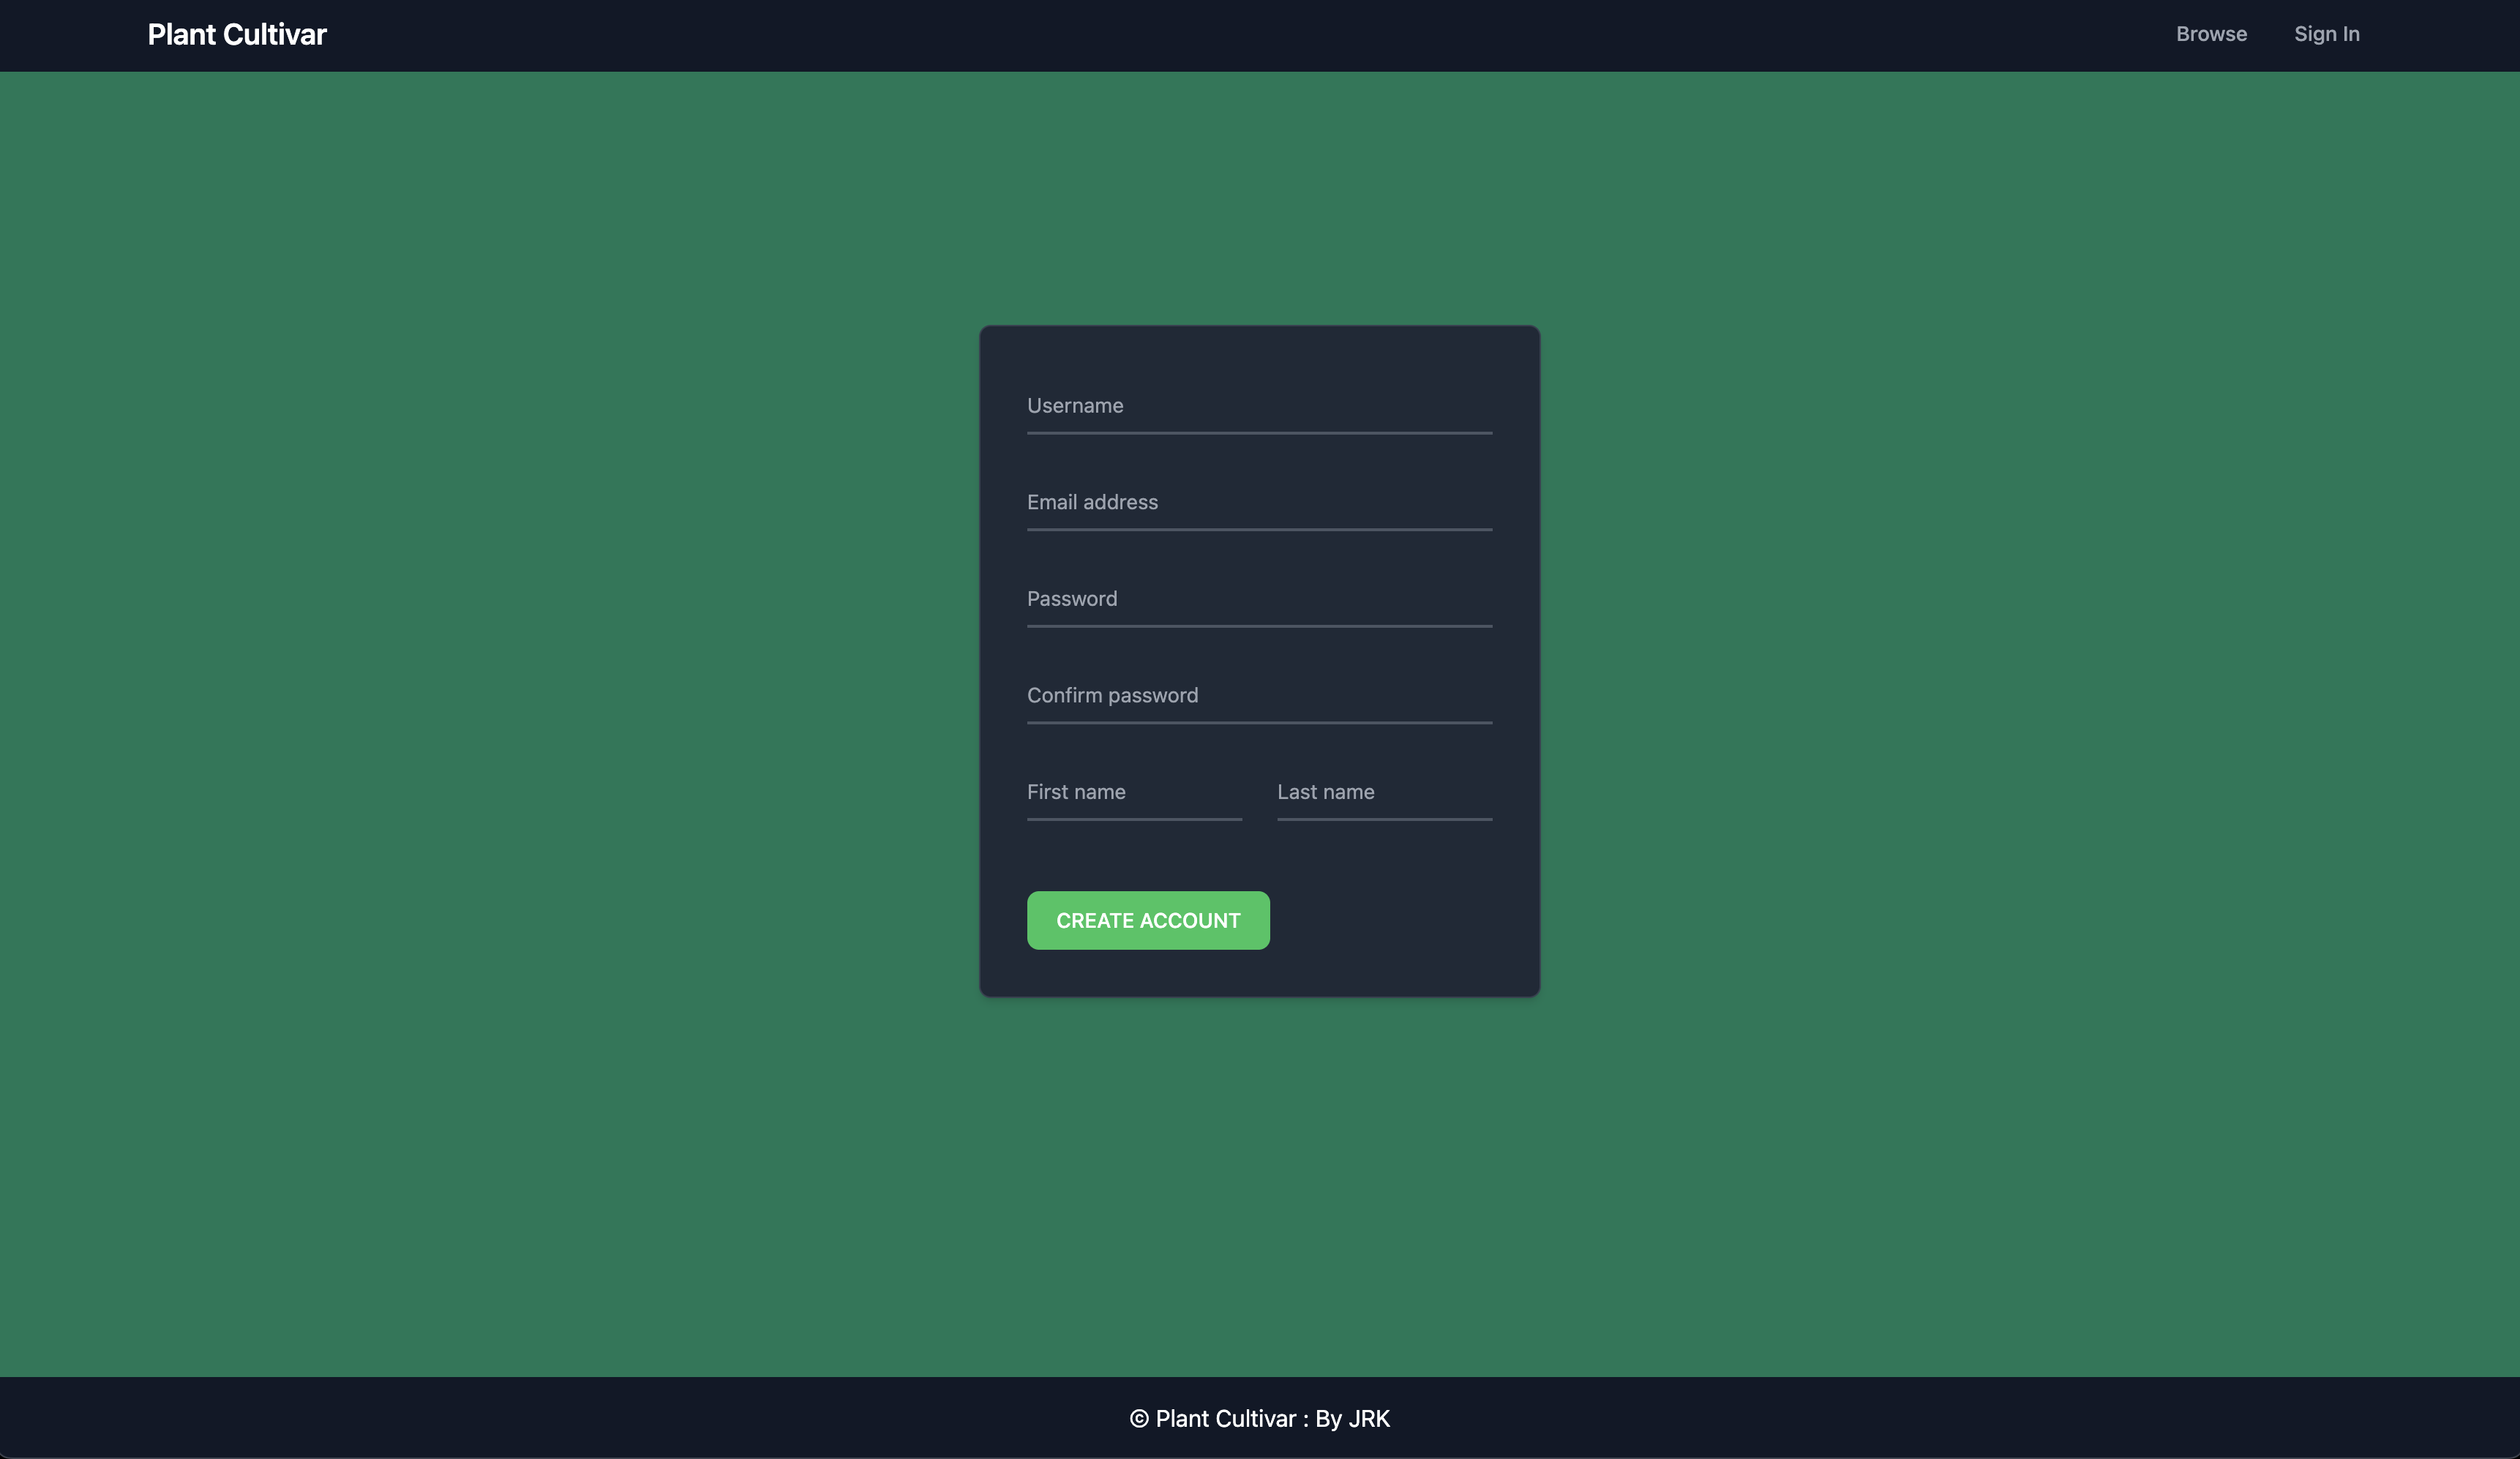 Plant Cultivar
Browse Sign In
Username
Email address
Password
Confirm password
First name Last name
CREATE ACCOUNT
© Plant Cultivar : By JRK